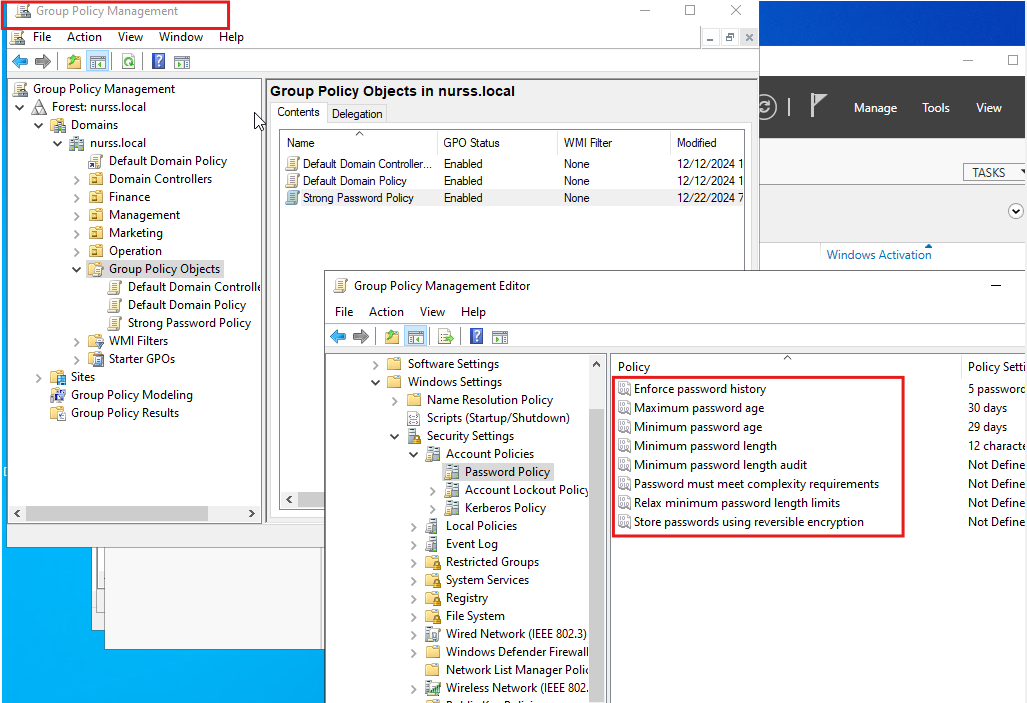 Group Policy Management
File Action View Window Help
Group Policy Management
Forest: nurss.local
Domains
nurss.local
Default Domain Policy
Domain Controllers
Finance
Management
Marketing
Operation
Group Policy Objects
Default Domain Controlle
Default Domain Policy
Strong Password Policy
WMI Filters
Starter GPOs
Sites
Group Policy Modeling
Group Policy Results
Group Policy Objects in nurss.local
Contents Delegation
Name GPO Status WMI Filter Modified
Default Domain Controller... Enabled None 12/12/2024 1
Default Domain Policy Enabled None 12/12/2024 1
Strong Password Policy Enabled None 12/22/2024 7
Manage Tools View
TASKS
Windows Activation
Group Policy Management Editor
File Action View Help
Software Settings
Windows Settings
Name Resolution Policy
Scripts (Startup/Shutdown)
Security Settings
Account Policies
Password Policy
Account Lockout Policy
Kerberos Policy
Local Policies
Event Log
Restricted Groups
System Services
Registry
File System
Wired Network (IEEE 802.3)
Windows Defender Firewall
Network List Manager Polic
Wireless Network (IEEE 802.
Policy Policy Setti
Enforce password history 5 password
Maximum password age 30 days
Minimum password age 29 days
Minimum password length 12 characte
Minimum password length audit Not Define
Password must meet complexity requirements Not Define
Relax minimum password length limits Not Define
Store passwords using reversible encryption Not Define